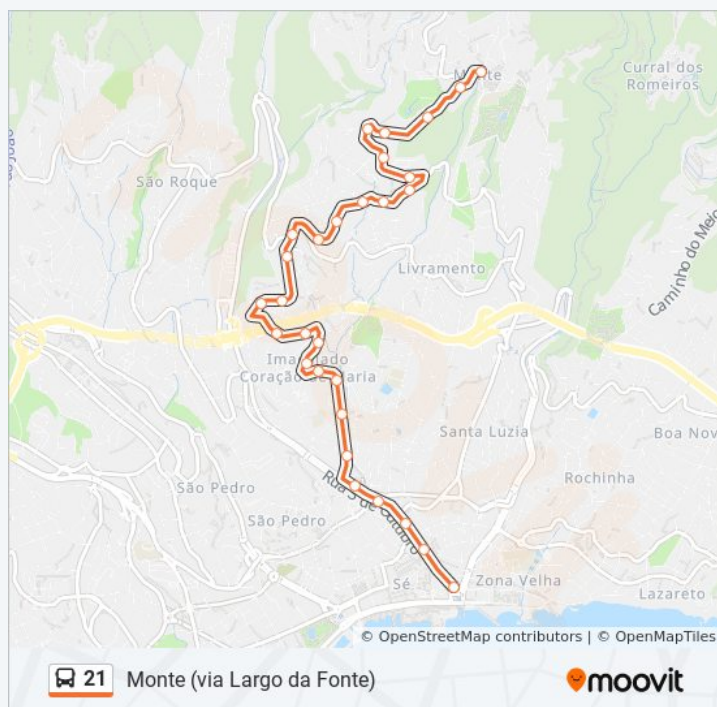 Monte
Curral dos
Romeiros
São Roque
Caminho do Meio
Livramento
Imaculado
Coração de Maria
Santa Luzia
Boa Nov
Rochinha
São Pedro
Rua 5 de Outubro
São Pedro
Sé
Zona Velha
Lazareto
© OpenStreetMap contributors | © OpenMapTiles
21 Monte (via Largo da Fonte)
moovit